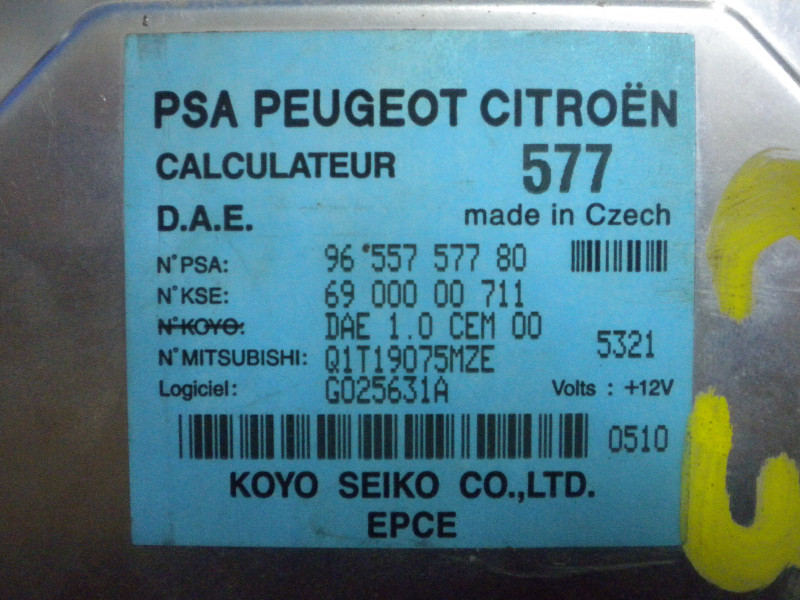 PSA PEUGEOT CITROËN
CALCULATEUR 577
D.A.E. made in Czech
N°PSA: 96 557 577 80
N°KSE: 69 000 00 711
N°KOYO: DAE 1.0 CEM 00
N°MITSUBISHI: Q1T19075MZE 5321
Logiciel: G025631A Volts : +12V
0510
KOYO SEIKO CO.,LTD.
EPCE